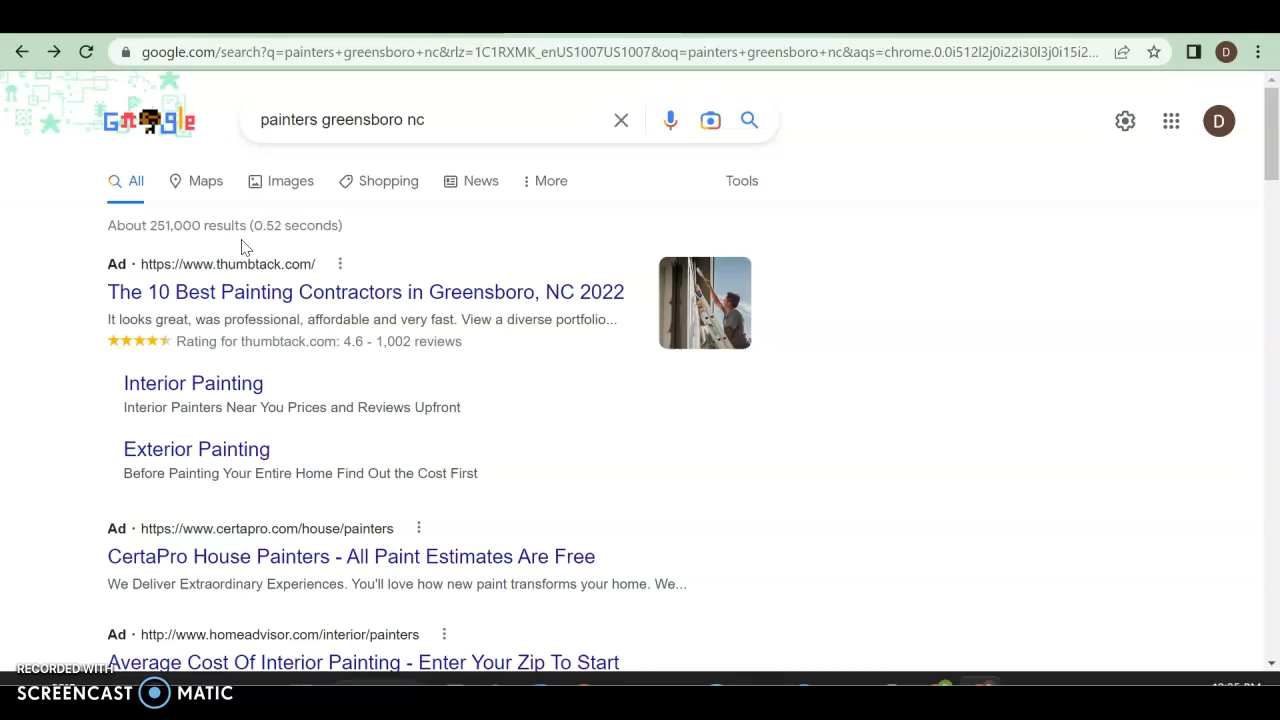 google.com/search?q=painters+greensboro+nc&rlz=1C1RXMK_enUS1007US1007&oq=painters+greensboro+nc&aqs=chrome.0.0i512l2j0i22i30l3j0i15i2...
D
Google
painters greensboro nc
D
All
Maps
Images
Shopping
News
More
Tools
About 251,000 results (0.52 seconds)
Ad · https://www.thumbtack.com/
The 10 Best Painting Contractors in Greensboro, NC 2022
It looks great, was professional, affordable and very fast. View a diverse portfolio...
Rating for thumbtack.com: 4.6 - 1,002 reviews
Interior Painting
Interior Painters Near You Prices and Reviews Upfront
Exterior Painting
Before Painting Your Entire Home Find Out the Cost First
Ad · https://www.certapro.com/house/painters
CertaPro House Painters - All Paint Estimates Are Free
We Deliver Extraordinary Experiences. You'll love how new paint transforms your home. We...
Ad · http://www.homeadvisor.com/interior/painters
Average Cost Of Interior Painting - Enter Your Zip To Start
RECORDED WITH
SCREENCAST MATIC